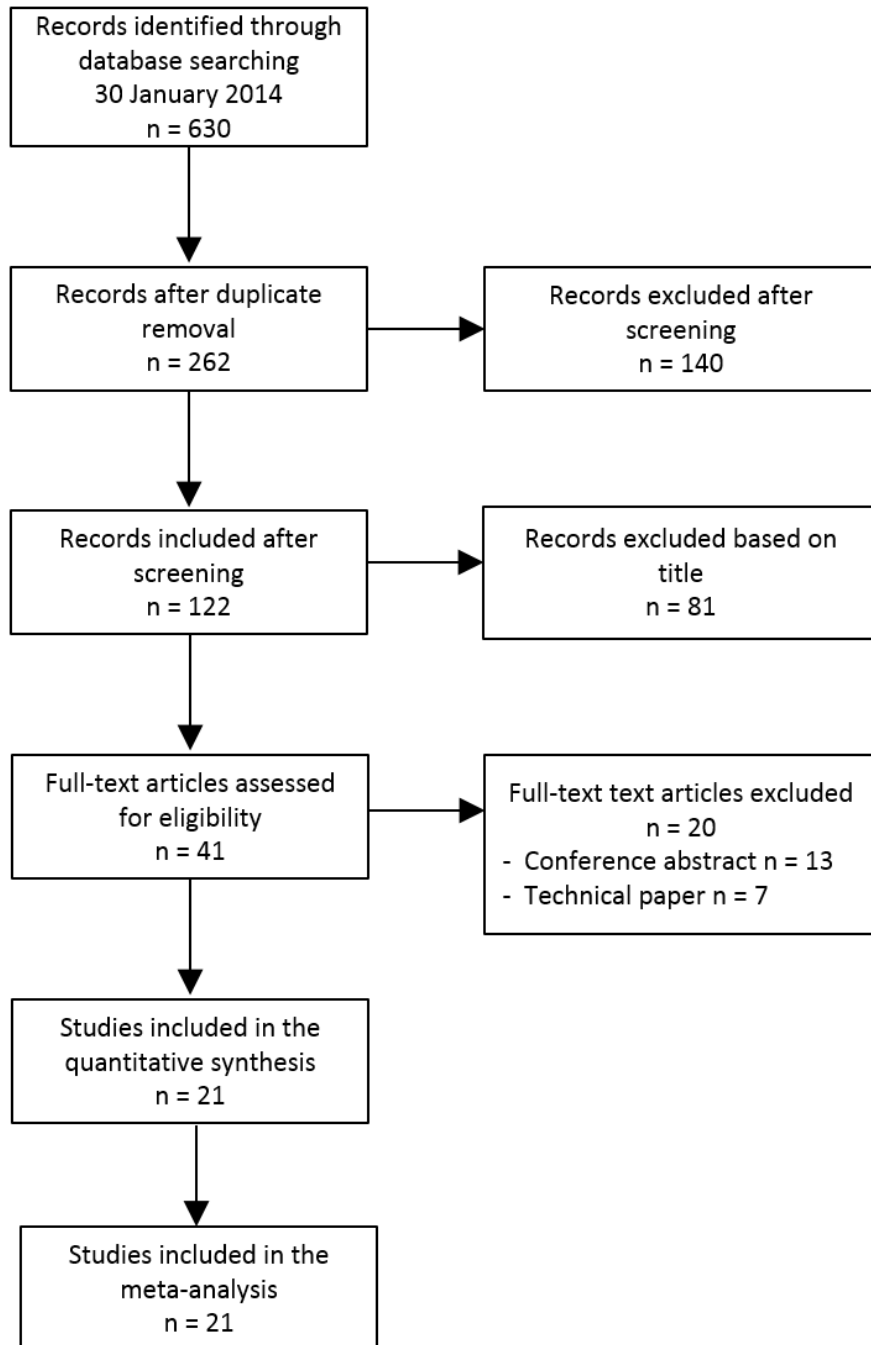 Records identified through
database searching
30 January 2014
n = 630
Records after duplicate
removal
n = 262
Records excluded after
screening
n = 140
Records included after
screening
n = 122
Records excluded based on
title
n = 81
Full-text articles assessed
for eligibility
n = 41
Full-text text articles excluded
n = 20
- Conference abstract n = 13
- Technical paper n = 7
Studies included in the
quantitative synthesis
n = 21
Studies included in the
meta-analysis
n = 21